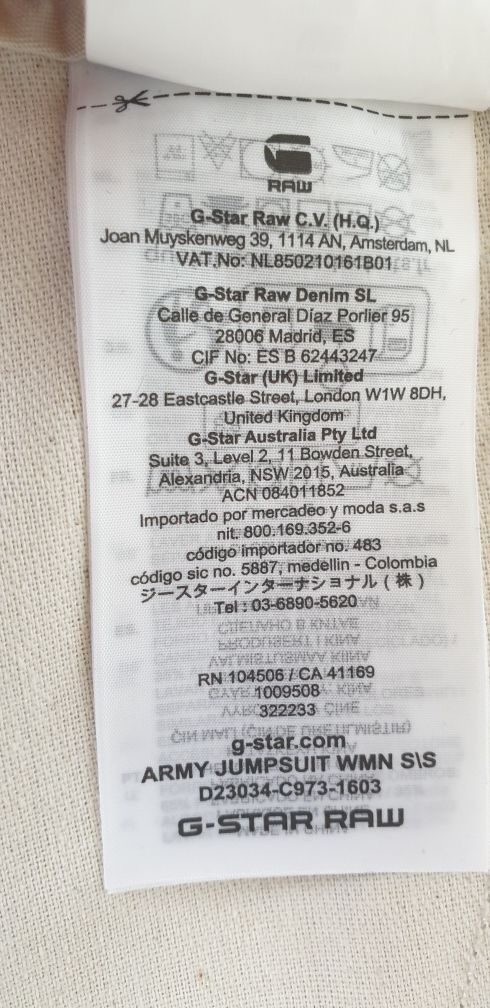 RAW
G-Star Raw C.V. (H.Q.)
Joan Muyskenweg 39, 1114 AN, Amsterdam, NL
VAT.No: NL850210161B01
G-Star Raw Denim SL
Calle de General Díaz Porlier 95
28006 Madrid, ES
CIF No: ES B 62443247
G-Star (UK) Limited
27-28 Eastcastle Street, London W1W 8DH,
United Kingdom
G-Star Australia Pty Ltd
Suite 3, Level 2, 11 Bowden Street,
Alexandria, NSW 2015, Australia
ACN 084011852
Importado por mercadeo y moda s.a.s
nit. 800.169.352-6
código importador no. 483
código sic no. 5887, medellin - Colombia
ジースターインターナショナル ( 株 )
Tel : 03-6890-5620
RN 104506 / CA 41169
1009508
322233
g-star.com
ARMY JUMPSUIT WMN S\S
D23034-C973-1603
G-STAR RAW